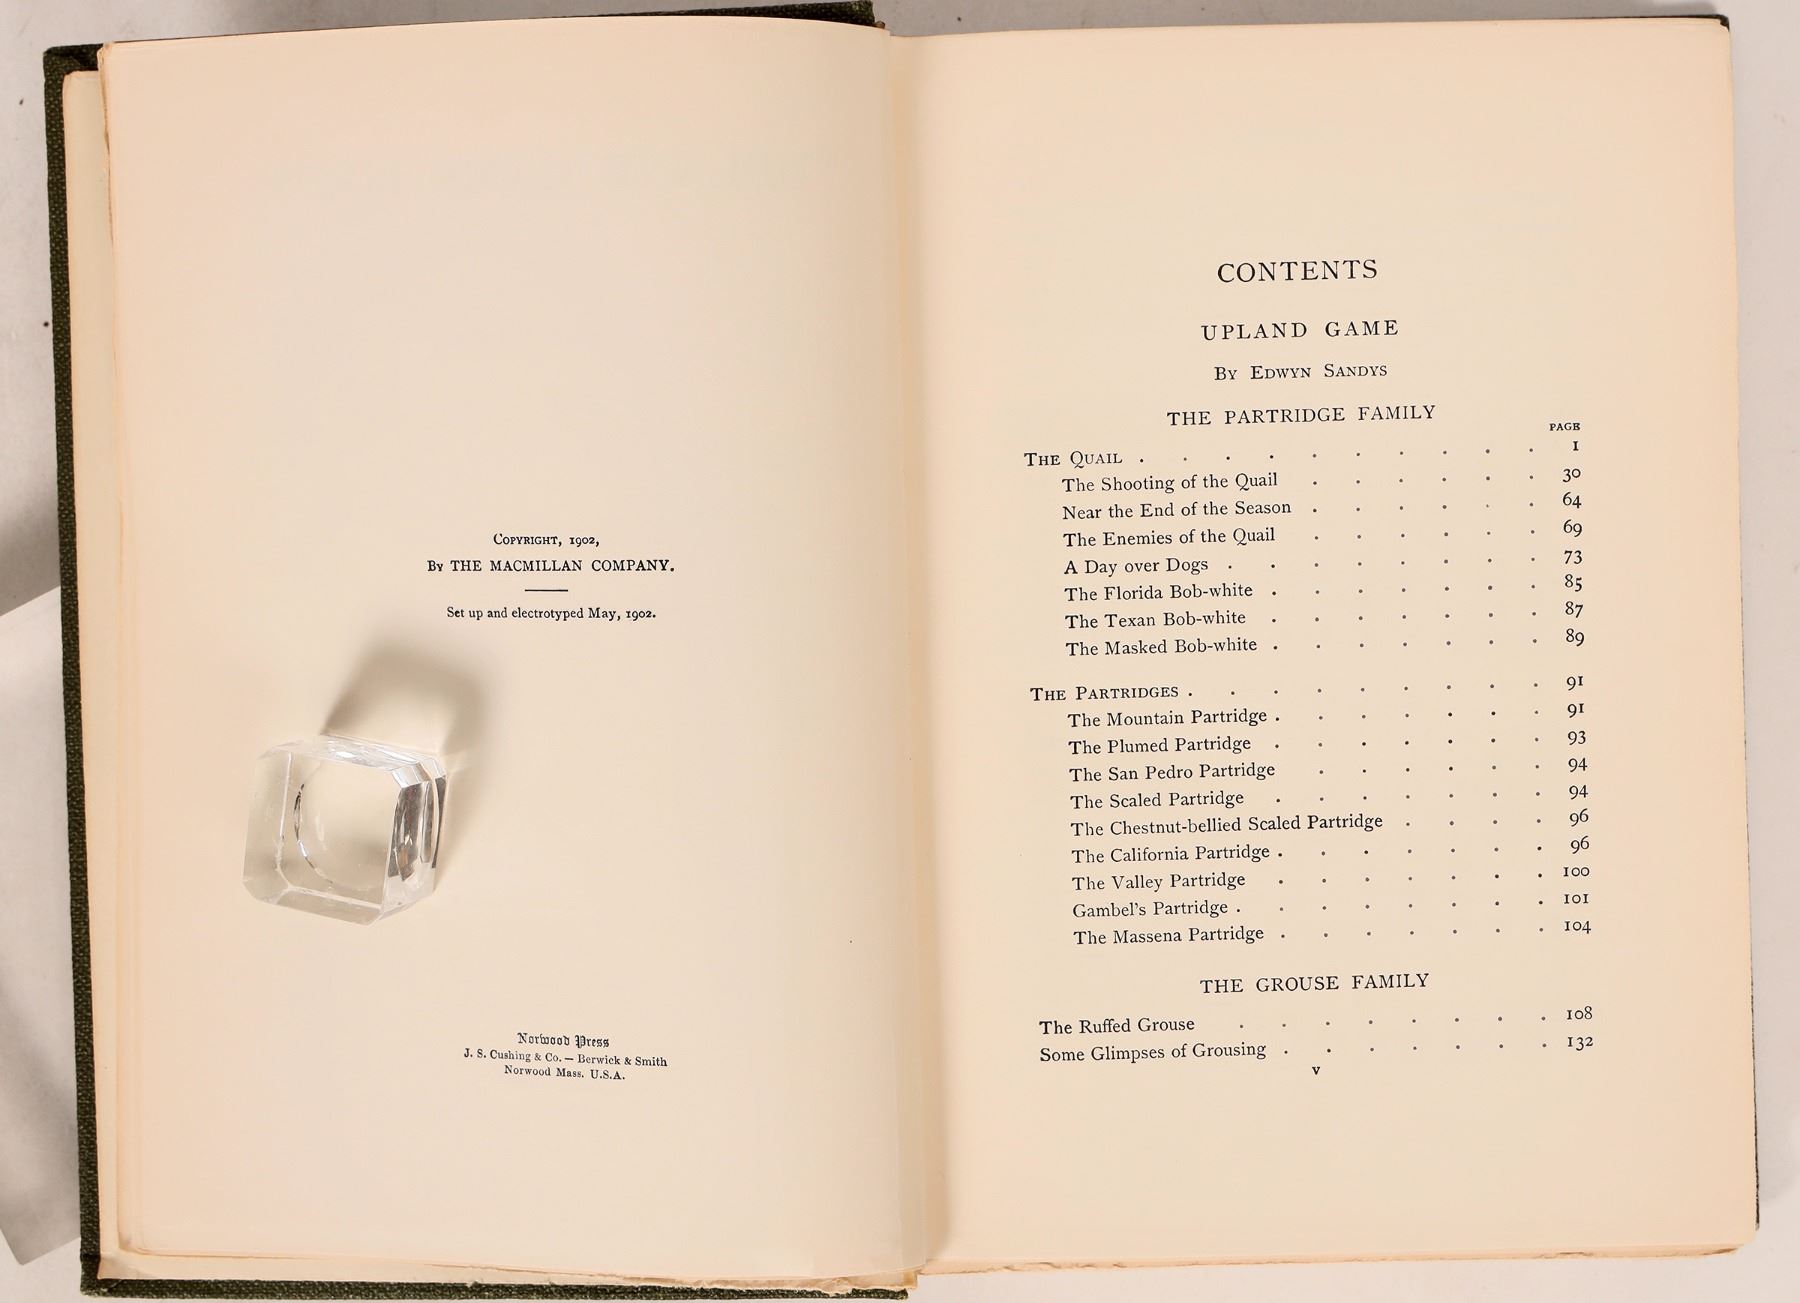 Copyright, 1902,
By THE MACMILLAN COMPANY.
Set up and electrotyped May, 1902.
Norwood Press
J. S. Cushing & Co. — Berwick & Smith
Norwood Mass. U.S.A.
CONTENTS
UPLAND GAME
By Edwyn Sandys
THE PARTRIDGE FAMILY
PAGE
The Quail . . . . . . . . . . 1
The Shooting of the Quail . . . . . . 30
Near the End of the Season . . . . . . 64
The Enemies of the Quail . . . . . . 69
A Day over Dogs . . . . . . . . 73
The Florida Bob-white . . . . . . . 85
The Texan Bob-white . . . . . . . 87
The Masked Bob-white . . . . . . . 89
The Partridges . . . . . . . . . 91
The Mountain Partridge . . . . . . . 91
The Plumed Partridge . . . . . . . 93
The San Pedro Partridge . . . . . . 94
The Scaled Partridge . . . . . . . 94
The Chestnut-bellied Scaled Partridge . . . . 96
The California Partridge . . . . . . . 96
The Valley Partridge . . . . . . . 100
Gambel's Partridge . . . . . . . . 101
The Massena Partridge . . . . . . . 104
THE GROUSE FAMILY
The Ruffed Grouse . . . . . . . . 108
Some Glimpses of Grousing . . . . . . . 132
v